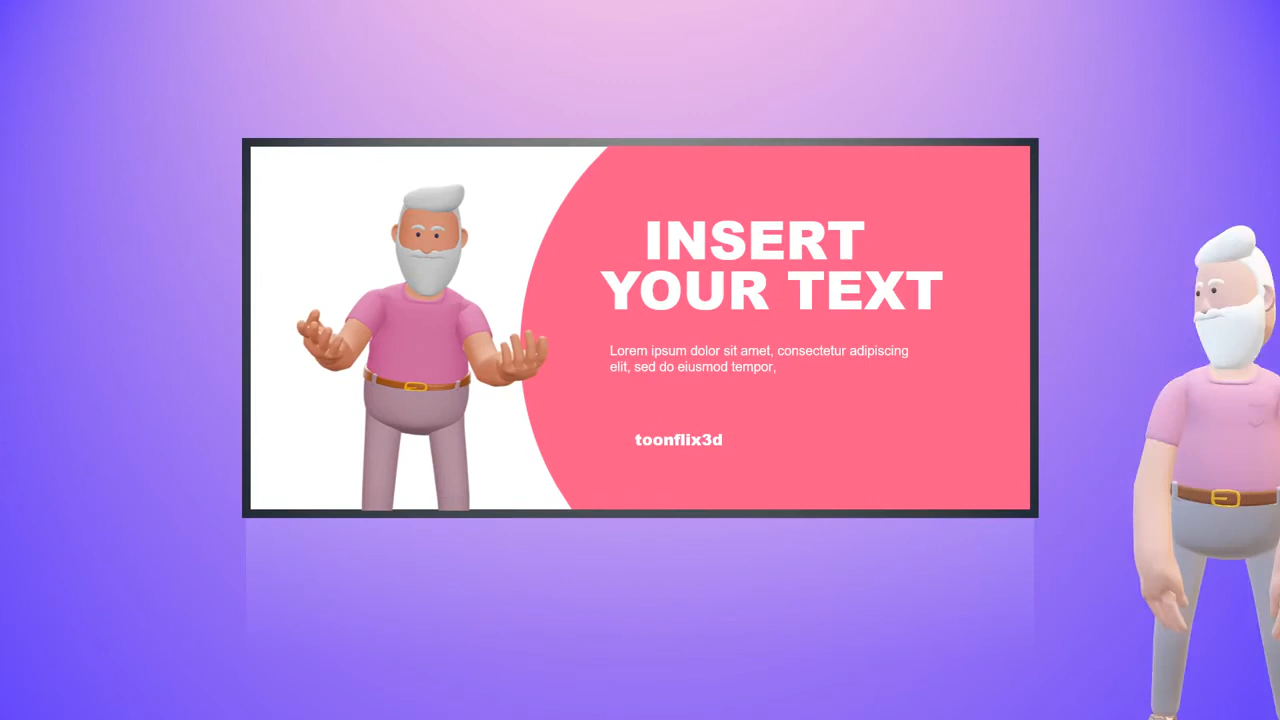 INSERT
YOUR TEXT
Lorem ipsum dolor sit amet, consectetur adipiscing
elit, sed do eiusmod tempor,
toonflix3d